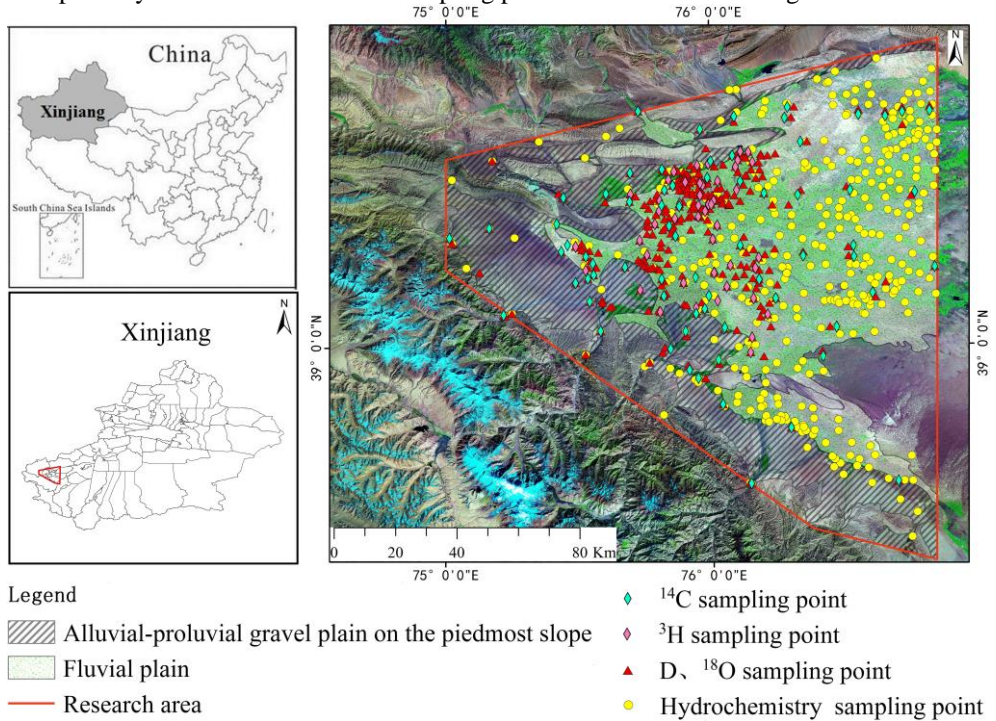 China
Xinjiang
South China Sea Islands
N
Xinjiang
75° 0'0"E
76° 0'0"E
N
39° 0'0"N
39° 0'0"N
0 20 40 80 Km
75° 0'0"E
76° 0'0"E
Legend
Alluvial-proluvial gravel plain on the piedmost slope
Fluvial plain
Research area
14C sampling point
3H sampling point
D、18O sampling point
Hydrochemistry sampling point